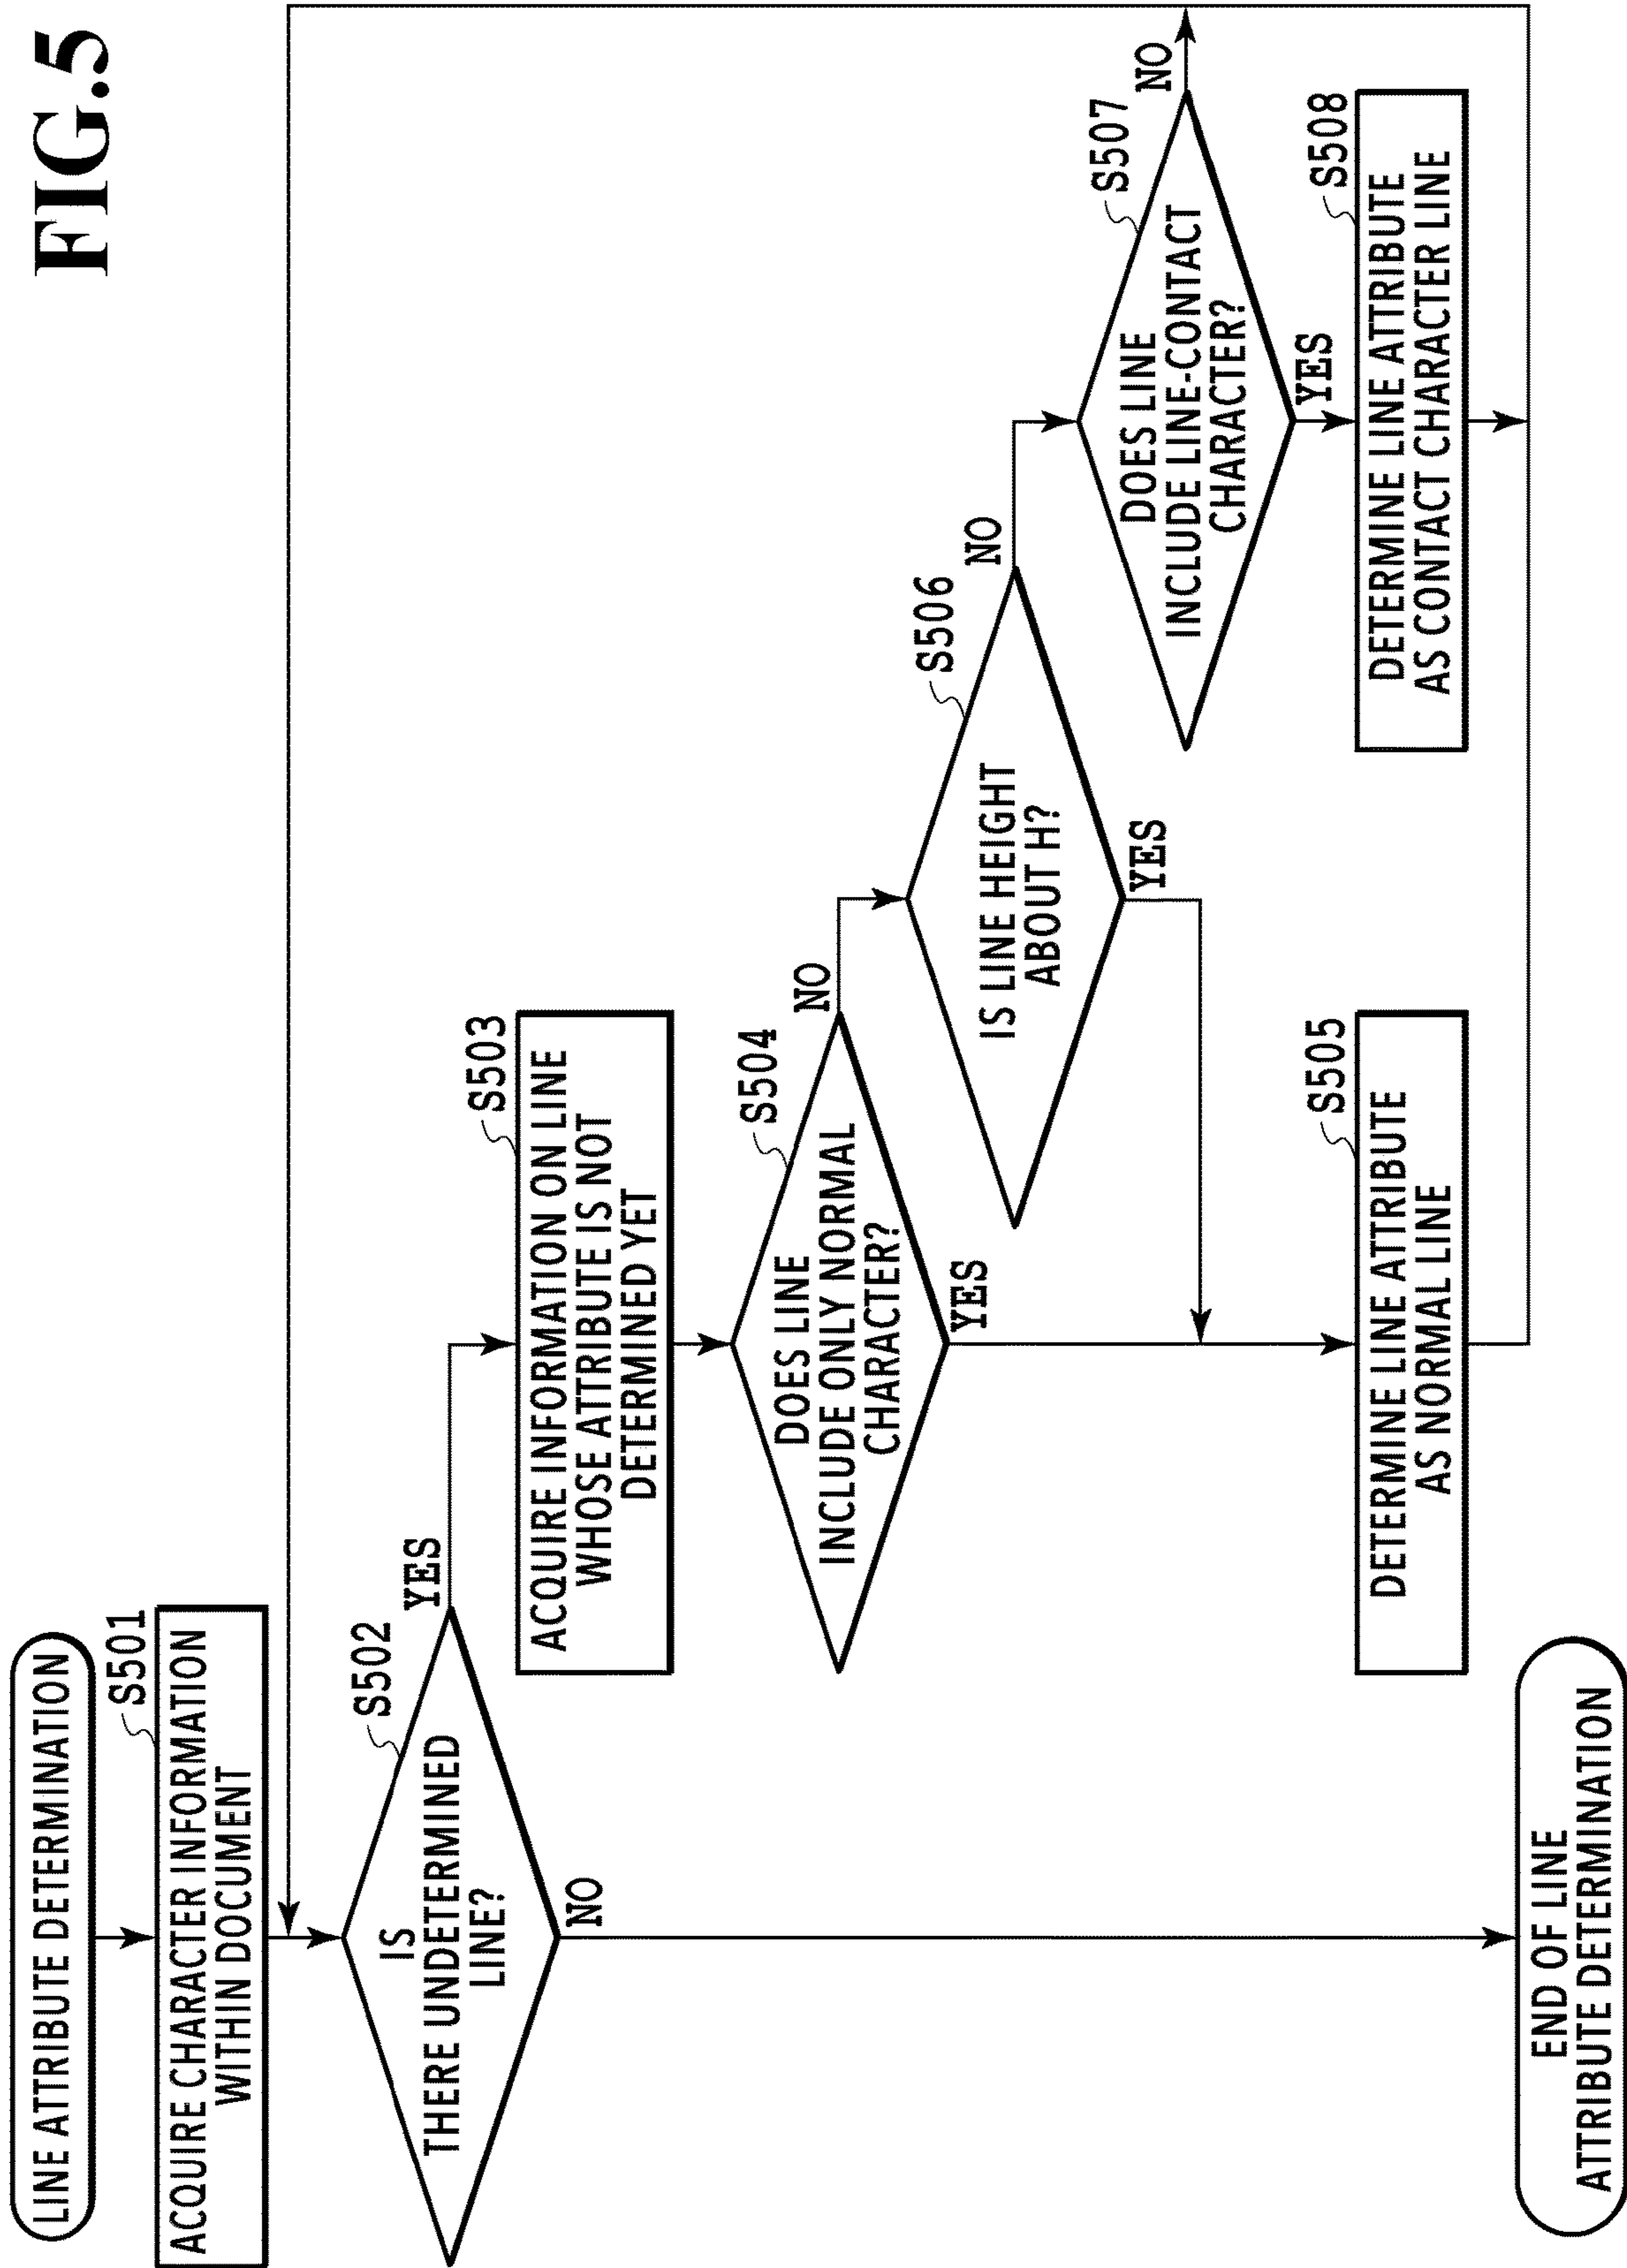 FIG.5
LINE ATTRIBUTE DETERMINATION
S501
ACQUIRE CHARACTER INFORMATION
WITHIN DOCUMENT
S502
IS
THERE UNDETERMINED
LINE?
YES
NO
S503
ACQUIRE INFORMATION ON LINE
WHOSE ATTRIBUTE IS NOT
DETERMINED YET
S504
DOES LINE
INCLUDE ONLY NORMAL
CHARACTER?
NO
YES
S506
IS LINE HEIGHT
ABOUT H?
NO
YES
S507
DOES LINE
INCLUDE LINE-CONTACT
CHARACTER?
NO
YES
S505
DETERMINE LINE ATTRIBUTE
AS NORMAL LINE
S508
DETERMINE LINE ATTRIBUTE
AS CONTACT CHARACTER LINE
END OF LINE
ATTRIBUTE DETERMINATION